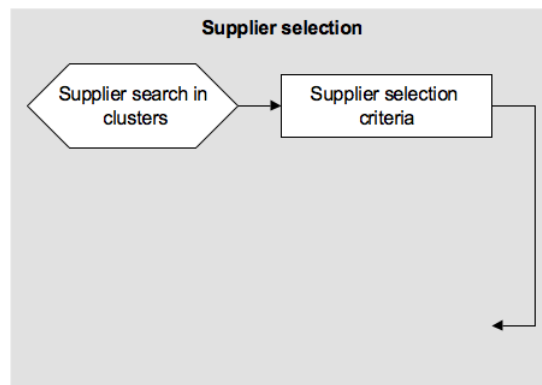 Supplier selection
Supplier search in
clusters
Supplier selection
criteria